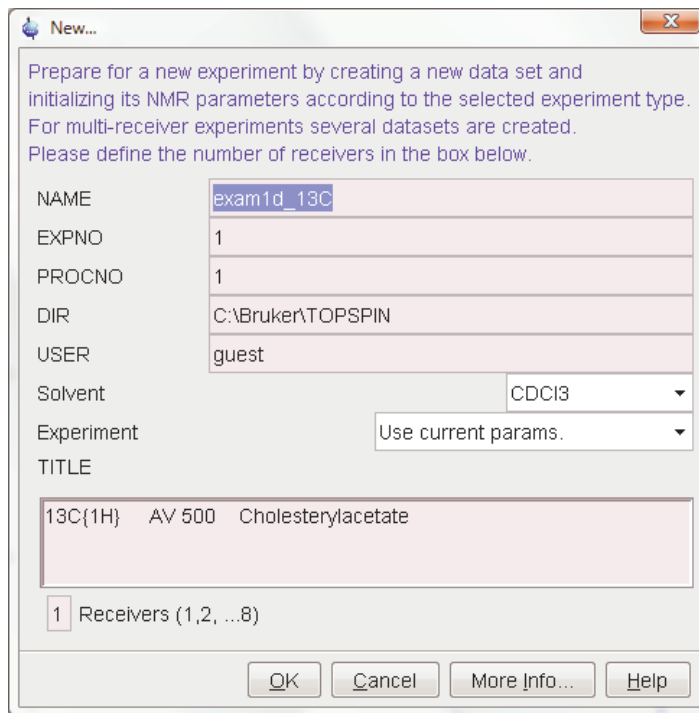 New...
Prepare for a new experiment by creating a new data set and
initializing its NMR parameters according to the selected experiment type.
For multi-receiver experiments several datasets are created.
Please define the number of receivers in the box below.
NAME exam1d_13C
EXPNO 1
PROCNO 1
DIR C:\Bruker\TOPSPIN
USER guest
Solvent CDCl3
Experiment Use current params.
TITLE
13C{1H} AV 500 Cholesterylacetate
1 Receivers (1,2, ...8)
OK Cancel More Info... Help